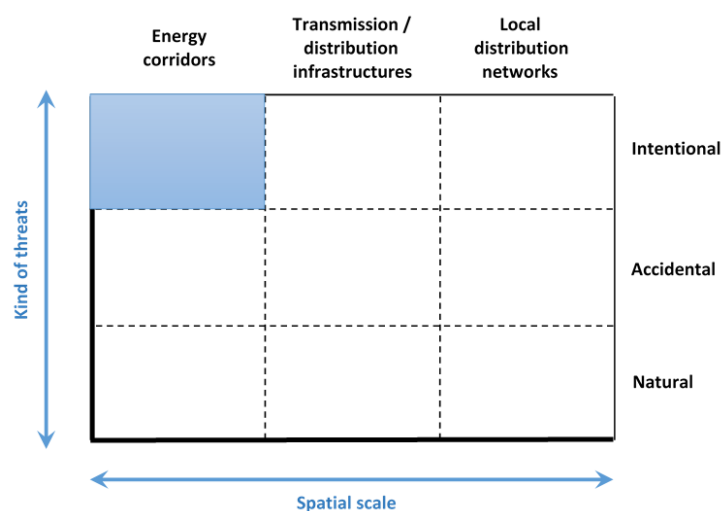 Energy
corridors
Transmission /
distribution
infrastructures
Local
distribution
networks
Kind of threats
Intentional
Accidental
Natural
Spatial scale